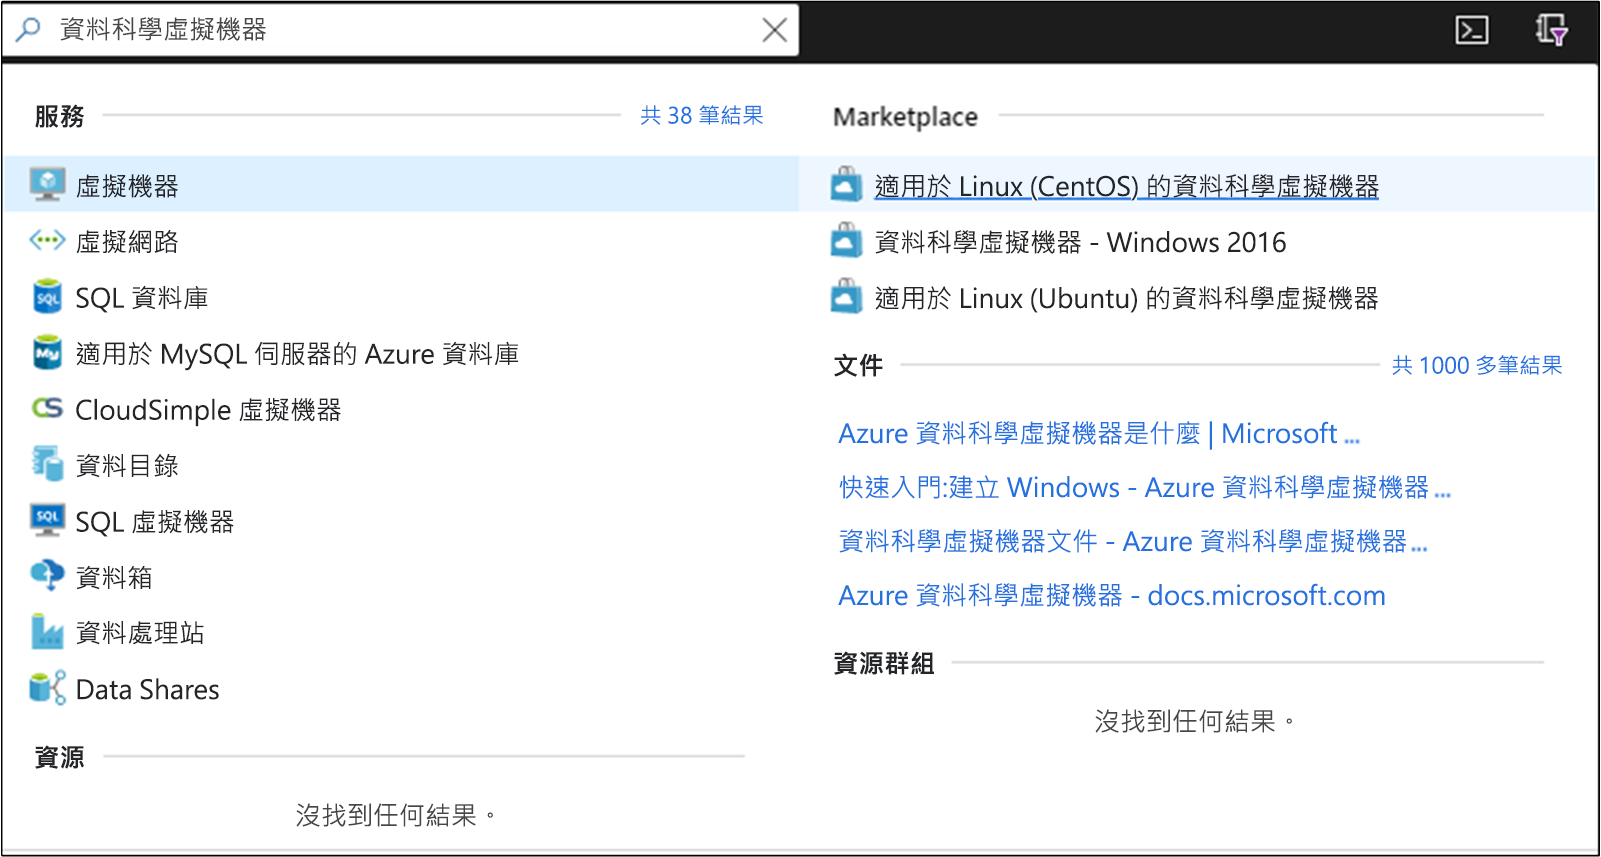 資料科學虛擬機器
服務
共 38 筆結果
虛擬機器
虛擬網路
SQL 資料庫
適用於 MySQL 伺服器的 Azure 資料庫
CloudSimple 虛擬機器
資料目錄
SQL 虛擬機器
資料箱
資料處理站
Data Shares
資源
沒找到任何結果。
Marketplace
適用於 Linux (CentOS) 的資料科學虛擬機器
資料科學虛擬機器 - Windows 2016
適用於 Linux (Ubuntu) 的資料科學虛擬機器
文件
共 1000 多筆結果
Azure 資料科學虛擬機器是什麼 | Microsoft ...
快速入門:建立 Windows - Azure 資料科學虛擬機器 ...
資料科學虛擬機器文件 - Azure 資料科學虛擬機器 ...
Azure 資料科學虛擬機器 - docs.microsoft.com
資源群組
沒找到任何結果。